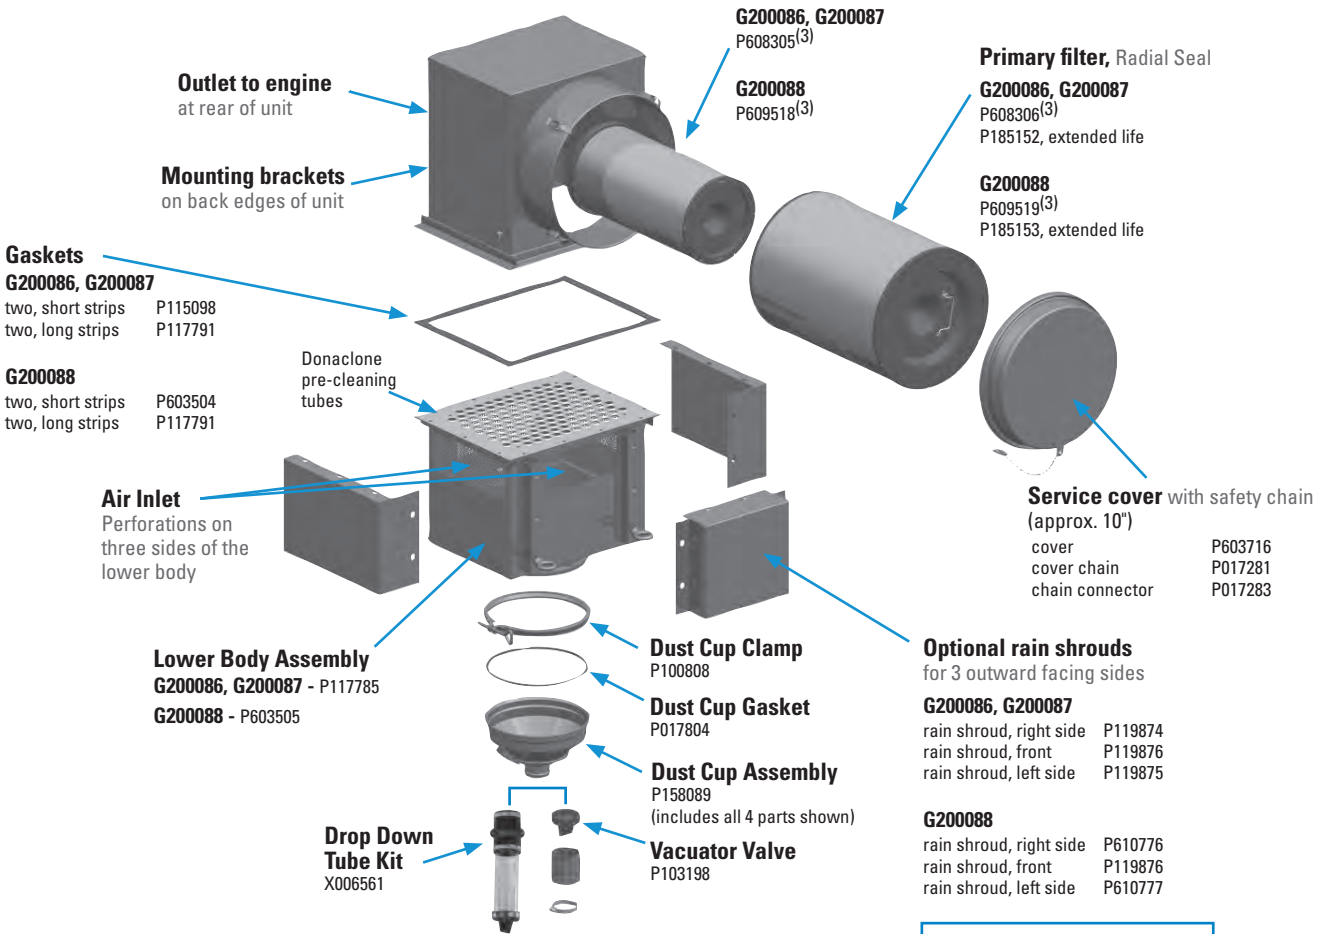 G200086, G200087
P608305(3)
G200088
P609518(3)
Primary filter, Radial Seal
G200086, G200087
P608306(3)
P185152, extended life
G200088
P609519(3)
P185153, extended life
Outlet to engine
at rear of unit
Mounting brackets
on back edges of unit
Gaskets
G200086, G200087
two, short strips P115098
two, long strips P117791
G200088
two, short strips P603504
two, long strips P117791
Donaclone
pre-cleaning
tubes
Air Inlet
Perforations on
three sides of the
lower body
Service cover with safety chain
(approx. 10")
cover P603716
cover chain P017281
chain connector P017283
Lower Body Assembly
G200086, G200087 - P117785
G200088 - P603505
Dust Cup Clamp
P100808
Dust Cup Gasket
P017804
Dust Cup Assembly
P158089
(includes all 4 parts shown)
Vacuator Valve
P103198
Drop Down
Tube Kit
X006561
Optional rain shrouds
for 3 outward facing sides
G200086, G200087
rain shroud, right side P119874
rain shroud, front P119876
rain shroud, left side P119875
G200088
rain shroud, right side P610776
rain shroud, front P119876
rain shroud, left side P610777